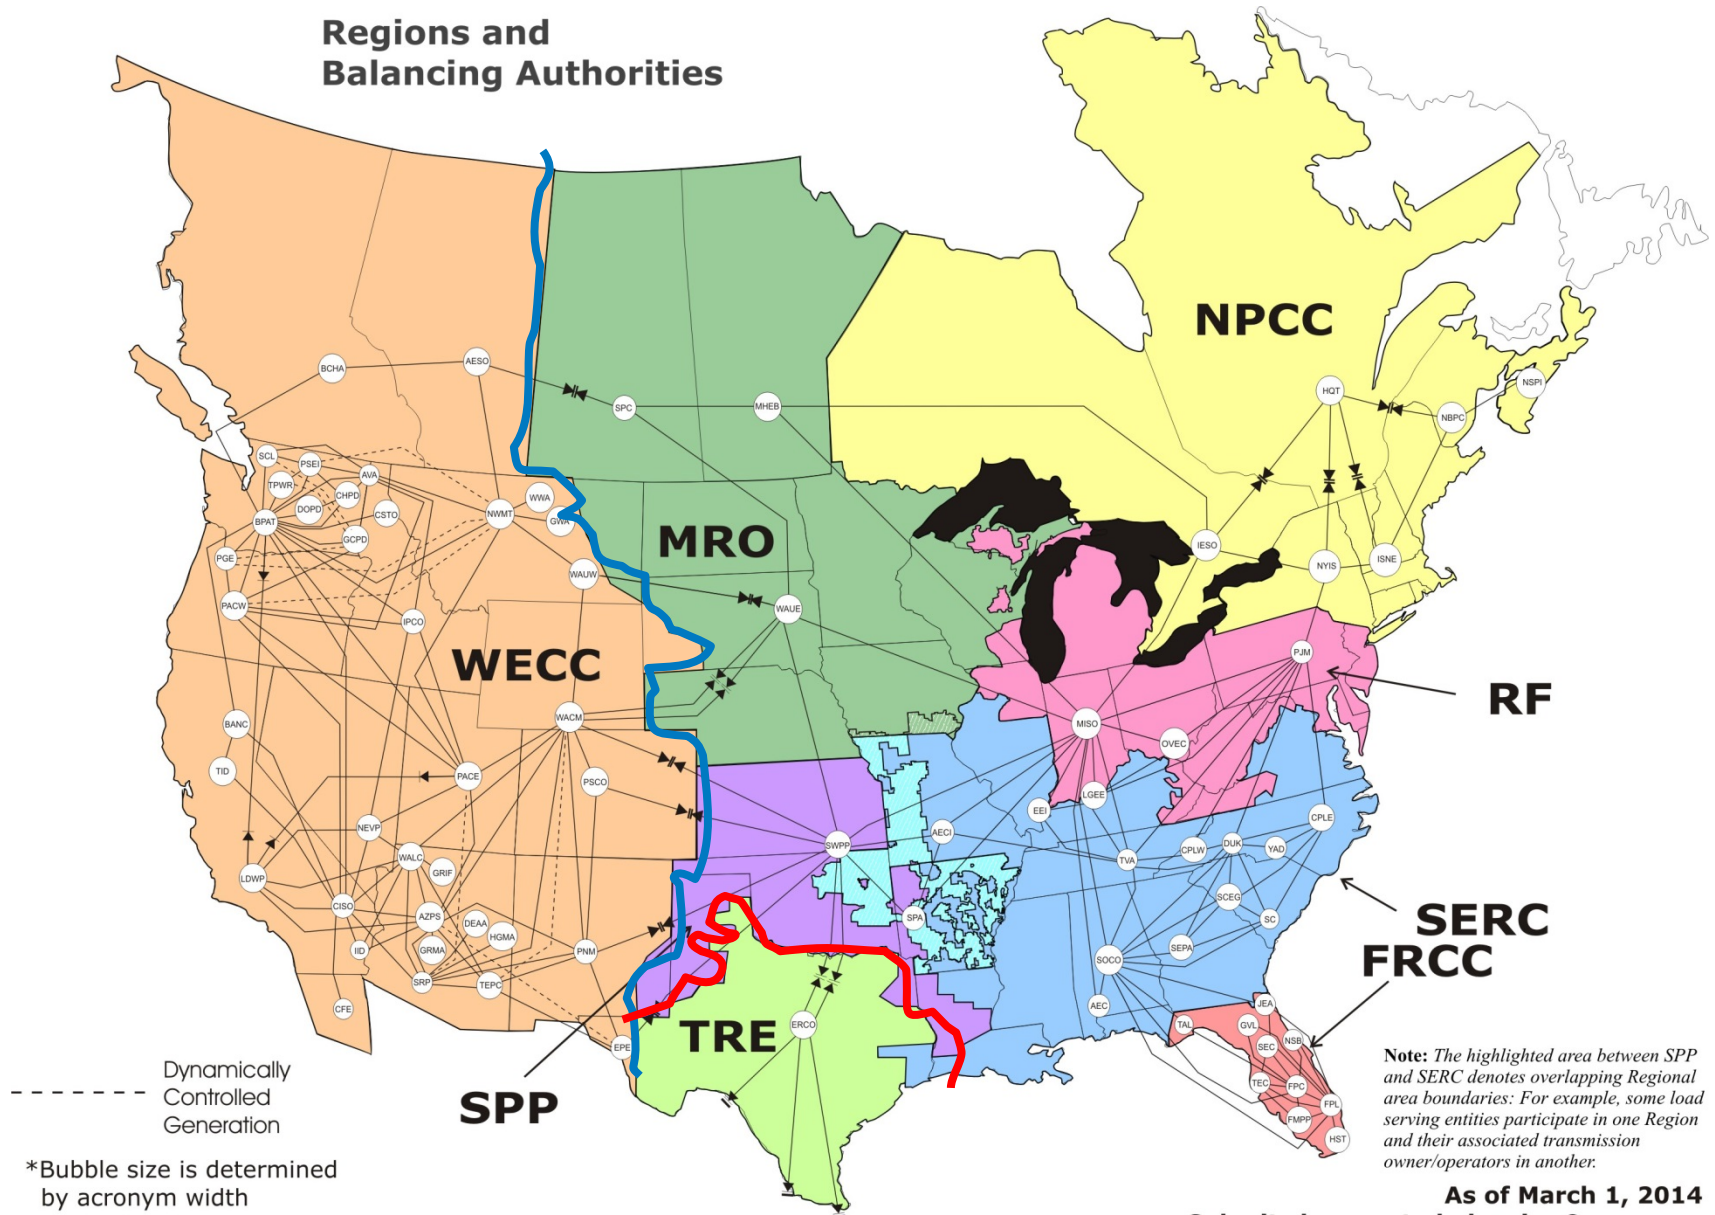 Regions and
Balancing Authorities
NPCC
BCHA
AESO
SPC
MHEB
HQT
NSPI
NBPC
SCL
PSEI
AVA
TPWR
CHPD
DOPD
CSTO
BPAT
GCPD
NWMT
WWA
GWA
MRO
IESO
NYIS
ISNE
PGE
WAUW
PACW
IPCO
WAUE
WECC
PJM
RF
BANC
WACM
MISO
OVEC
TID
PACE
PSCO
LGEE
EEI
NEVP
AECI
CPLE
SWPP
WALC
GRIF
TVA
CPLW
DUK
YAD
LDWP
CISO
AZPS
DEAA
HGMA
GRMA
IID
PNM
SPA
SCEG
SC
SEPA
SERC
FRCC
SRP
TEPC
SOCO
CFE
EPE
TRE
ERCO
AEC
JEA
TAL
GVL
NSB
SEC
TEC
FPC
FPL
FMPP
HST
SPP
Dynamically
Controlled
Generation
*Bubble size is determined
by acronym width
Note: The highlighted area between SPP
and SERC denotes overlapping Regional
area boundaries: For example, some load
serving entities participate in one Region
and their associated transmission
owner/operators in another.
As of March 1, 2014